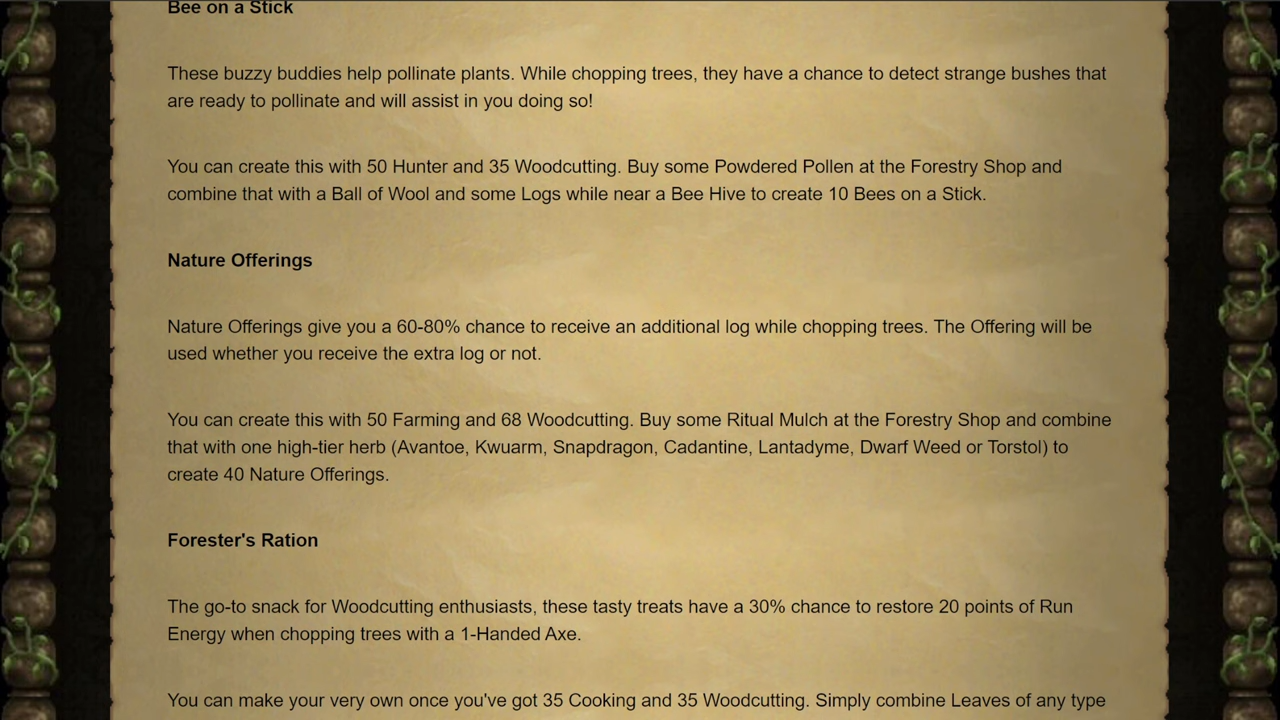 Bee on a Stick
These buzzy buddies help pollinate plants. While chopping trees, they have a chance to detect strange bushes that
are ready to pollinate and will assist in you doing so!
You can create this with 50 Hunter and 35 Woodcutting. Buy some Powdered Pollen at the Forestry Shop and
combine that with a Ball of Wool and some Logs while near a Bee Hive to create 10 Bees on a Stick.
Nature Offerings
Nature Offerings give you a 60-80% chance to receive an additional log while chopping trees. The Offering will be
used whether you receive the extra log or not.
You can create this with 50 Farming and 68 Woodcutting. Buy some Ritual Mulch at the Forestry Shop and combine
that with one high-tier herb (Avantoe, Kwuarm, Snapdragon, Cadantine, Lantadyme, Dwarf Weed or Torstol) to
create 40 Nature Offerings.
Forester's Ration
The go-to snack for Woodcutting enthusiasts, these tasty treats have a 30% chance to restore 20 points of Run
Energy when chopping trees with a 1-Handed Axe.
You can make your very own once you've got 35 Cooking and 35 Woodcutting. Simply combine Leaves of any type